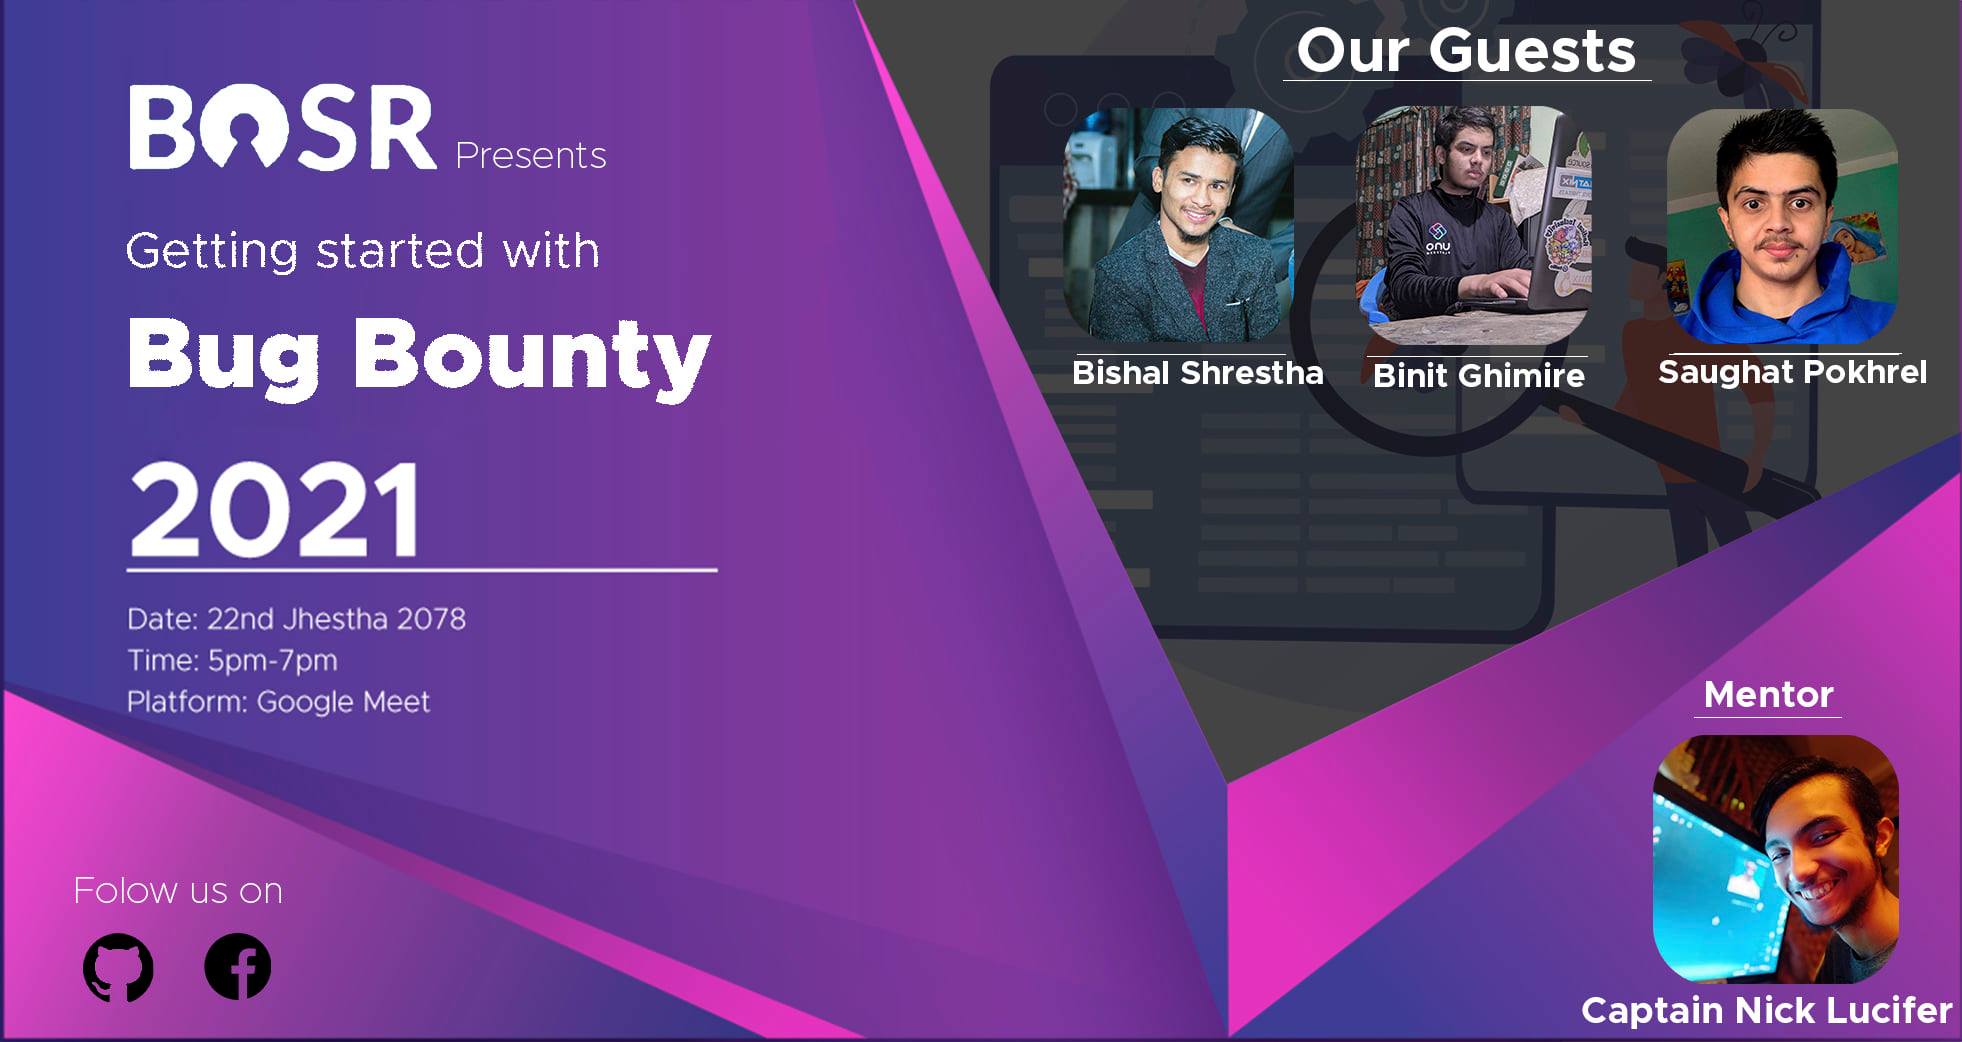 BOSR Presents
Getting started with
Bug Bounty
2021
Date: 22nd Jhestha 2078
Time: 5pm-7pm
Platform: Google Meet
Folow us on
Our Guests
Bishal Shrestha
Binit Ghimire
Saughat Pokhrel
onu
Mentor
Captain Nick Lucifer